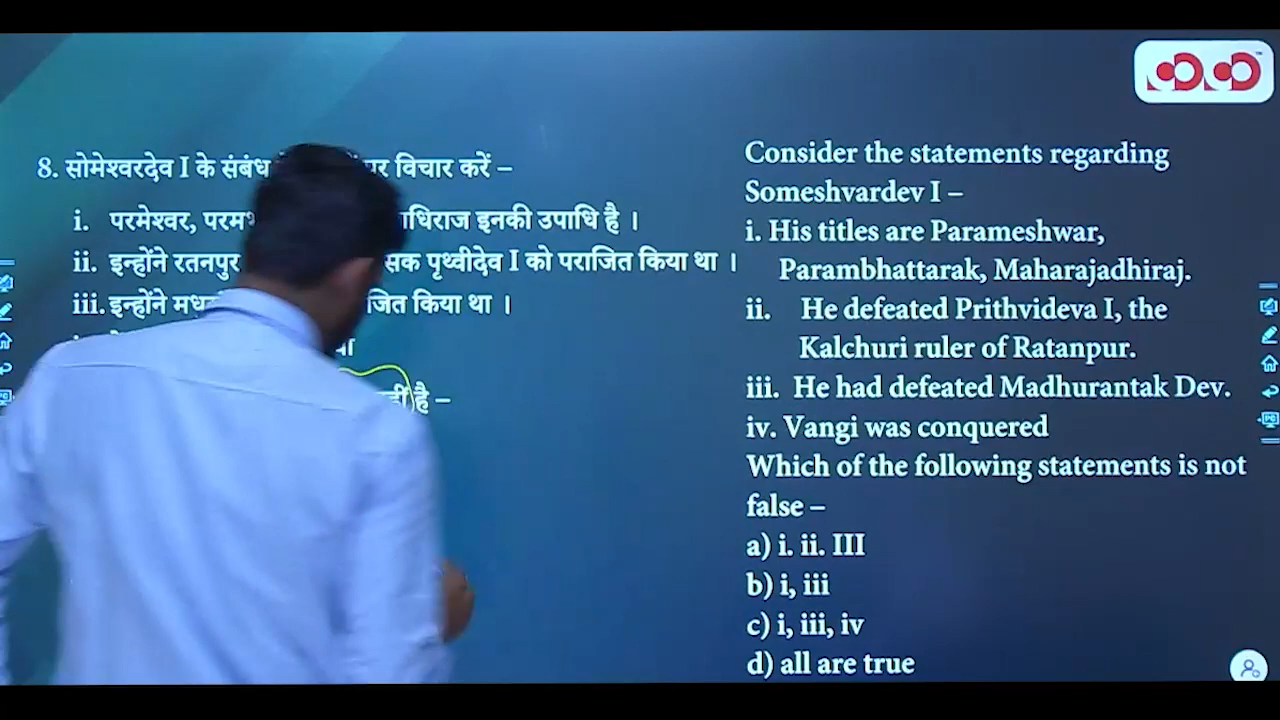 8. सोमेश्वरदेव I के संबंध पर विचार करें –
i. परमेश्वर, इनकी उपाधि है ।
ii. इन्होंने रतनपुर पृथ्वीदेव I को पराजित किया था ।
iii. इन्होंने किया था ।
है –
Consider the statements regarding
Someshvardev I –
i. His titles are Parameshwar,
Parambhattarak, Maharajadhiraj.
ii. He defeated Prithvideva I, the
Kalchuri ruler of Ratanpur.
iii. He had defeated Madhurantak Dev.
iv. Vangi was conquered
Which of the following statements is not
false –
a) i. ii. III
b) i, iii
c) i, iii, iv
d) all are true